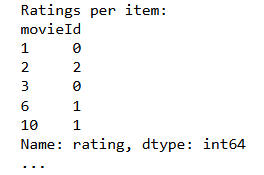 Ratings per item:
movieId
1     0
2     2
3     0
6     1
10    1
Name: rating, dtype: int64
...